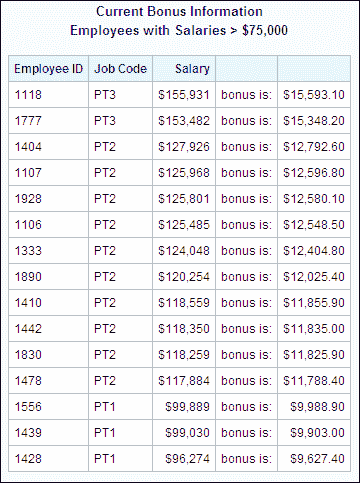 Current Bonus Information
Employees with Salaries > $75,000
Employee ID Job Code Salary
1118 PT3 $155,931 bonus is: $15,593.10
1777 PT3 $153,482 bonus is: $15,348.20
1404 PT2 $127,926 bonus is: $12,792.60
1107 PT2 $125,968 bonus is: $12,596.80
1928 PT2 $125,801 bonus is: $12,580.10
1106 PT2 $125,485 bonus is: $12,548.50
1333 PT2 $124,048 bonus is: $12,404.80
1890 PT2 $120,254 bonus is: $12,025.40
1410 PT2 $118,559 bonus is: $11,855.90
1442 PT2 $118,350 bonus is: $11,835.00
1830 PT2 $118,259 bonus is: $11,825.90
1478 PT2 $117,884 bonus is: $11,788.40
1556 PT1 $99,889 bonus is: $9,988.90
1439 PT1 $99,030 bonus is: $9,903.00
1428 PT1 $96,274 bonus is: $9,627.40